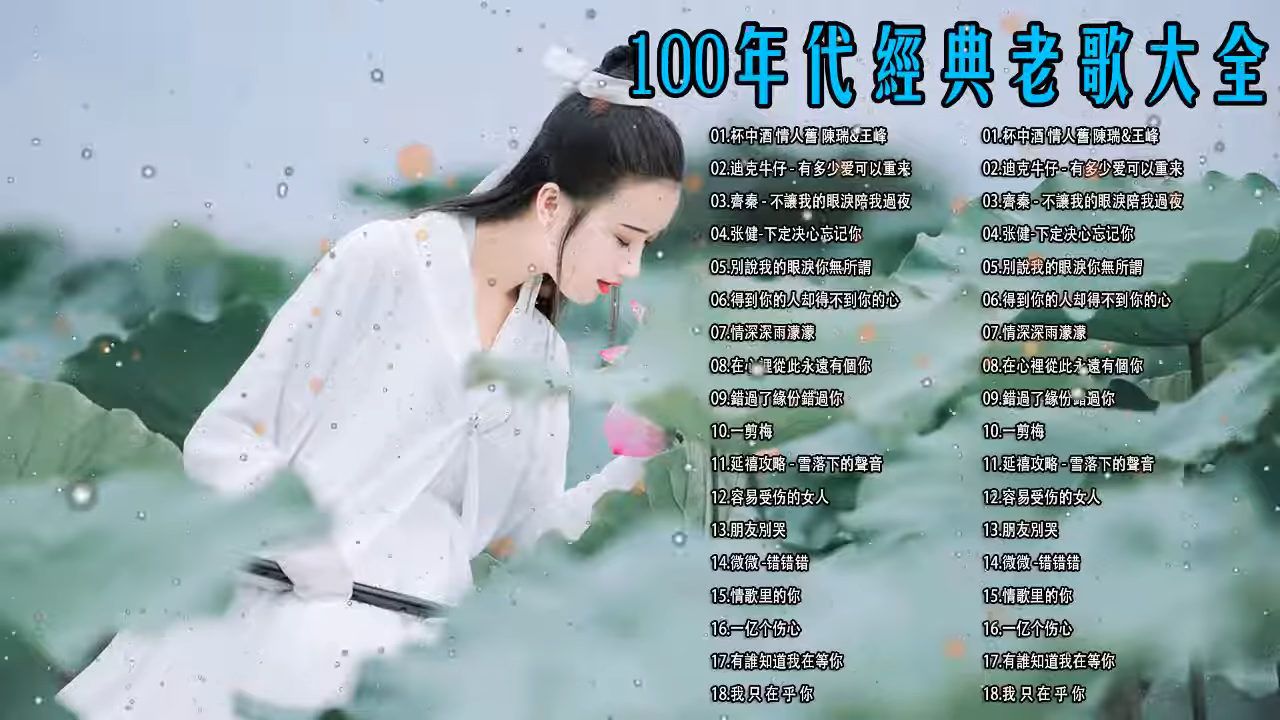 100年代經典老歌大全
01.杯中酒 情人舊 陳瑞&王峰
02.迪克牛仔 - 有多少爱可以重来
03.齊秦 - 不讓我的眼淚陪我過夜
04.张健-下定决心忘记你
05.別說我的眼淚你無所謂
06.得到你的人却得不到你的心
07.情深深雨濛濛
08.在心裡從此永遠有個你
09.錯過了緣份錯過你
10.一剪梅
11.延禧攻略 - 雪落下的聲音
12.容易受伤的女人
13.朋友別哭
14.微微 -错错错
15.情歌里的你
16.一亿个伤心
17.有誰知道我在等你
18.我 只 在 乎 你
01.杯中酒 情人舊 陳瑞&王峰
02.迪克牛仔 - 有多少爱可以重来
03.齊秦 - 不讓我的眼淚陪我過夜
04.张健-下定决心忘记你
05.別說我的眼淚你無所謂
06.得到你的人却得不到你的心
07.情深深雨濛濛
08.在心裡從此永遠有個你
09.錯過了緣份錯過你
10.一剪梅
11.延禧攻略 - 雪落下的聲音
12.容易受伤的女人
13.朋友別哭
14.微微 -错错错
15.情歌里的你
16.一亿个伤心
17.有誰知道我在等你
18.我 只 在 乎 你